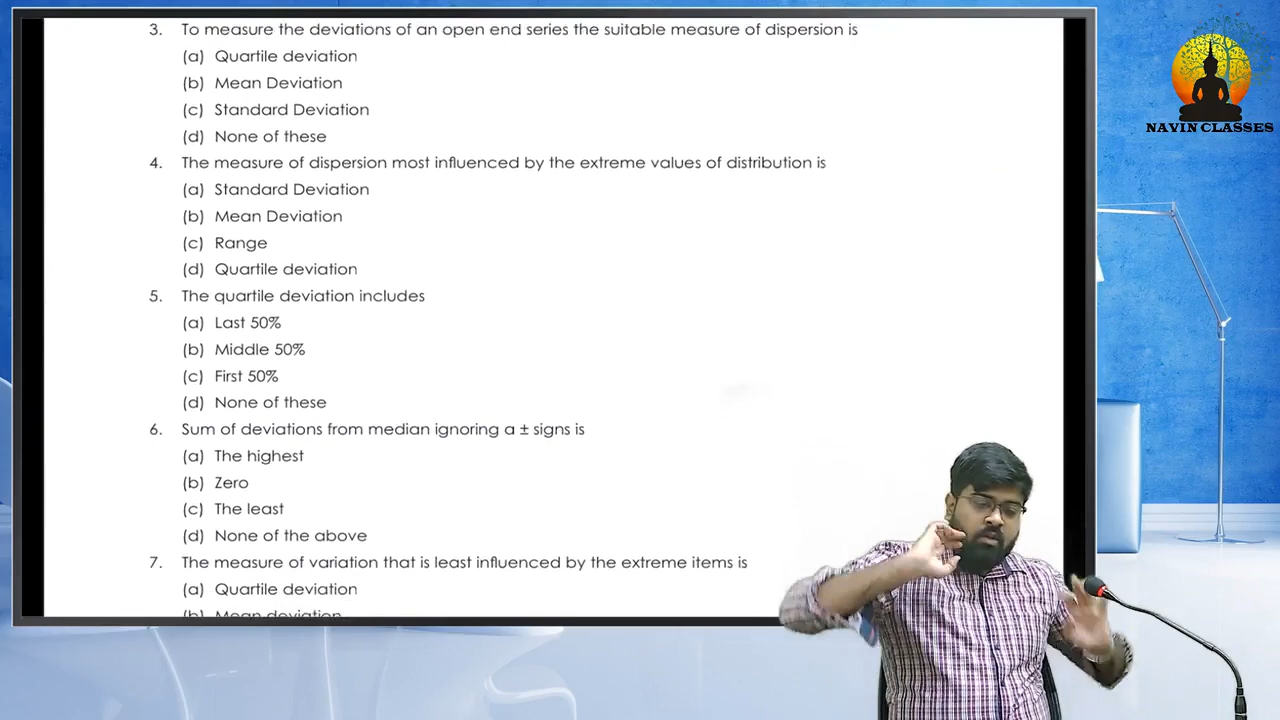 3. To measure the deviations of an open end series the suitable measure of dispersion is
(a) Quartile deviation
(b) Mean Deviation
(c) Standard Deviation
(d) None of these
4. The measure of dispersion most influenced by the extreme values of distribution is
(a) Standard Deviation
(b) Mean Deviation
(c) Range
(d) Quartile deviation
5. The quartile deviation includes
(a) Last 50%
(b) Middle 50%
(c) First 50%
(d) None of these
6. Sum of deviations from median ignoring a ± signs is
(a) The highest
(b) Zero
(c) The least
(d) None of the above
7. The measure of variation that is least influenced by the extreme items is
(a) Quartile deviation
(b) Mean deviation
NAVIN CLASSES